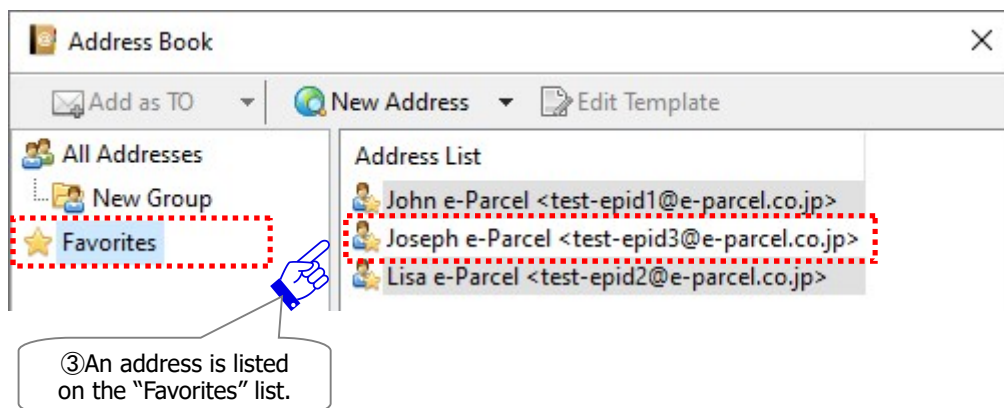 Address Book
Add as TO
New Address
Edit Template
All Addresses
New Group
Favorites
Address List
John e-Parcel <test-epid1@e-parcel.co.jp>
Joseph e-Parcel <test-epid3@e-parcel.co.jp>
Lisa e-Parcel <test-epid2@e-parcel.co.jp>
③An address is listed
on the “Favorites” list.